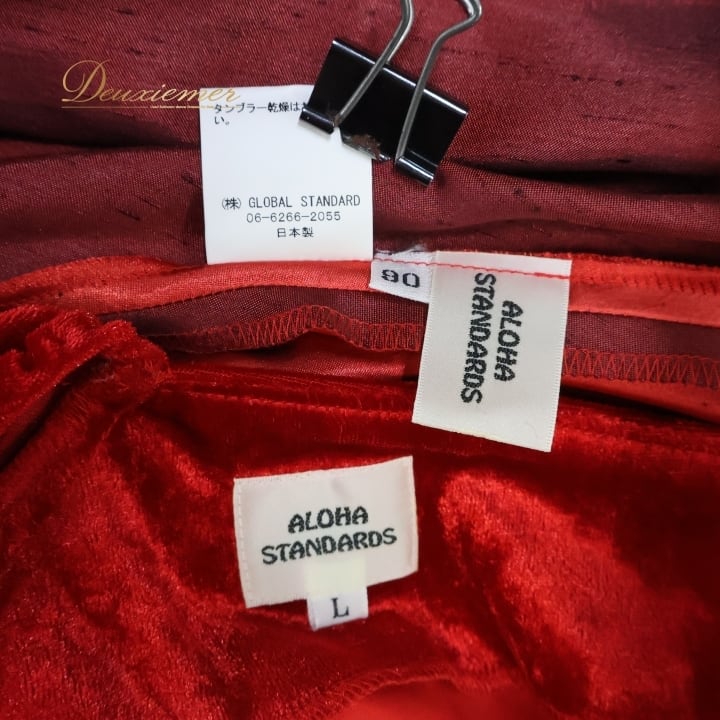 Deuxiemer
タンブラー乾燥は
い。
(株) GLOBAL STANDARD
06-6266-2055
日本製
90
ALOHA
STANDARDS
ALOHA
STANDARDS
L